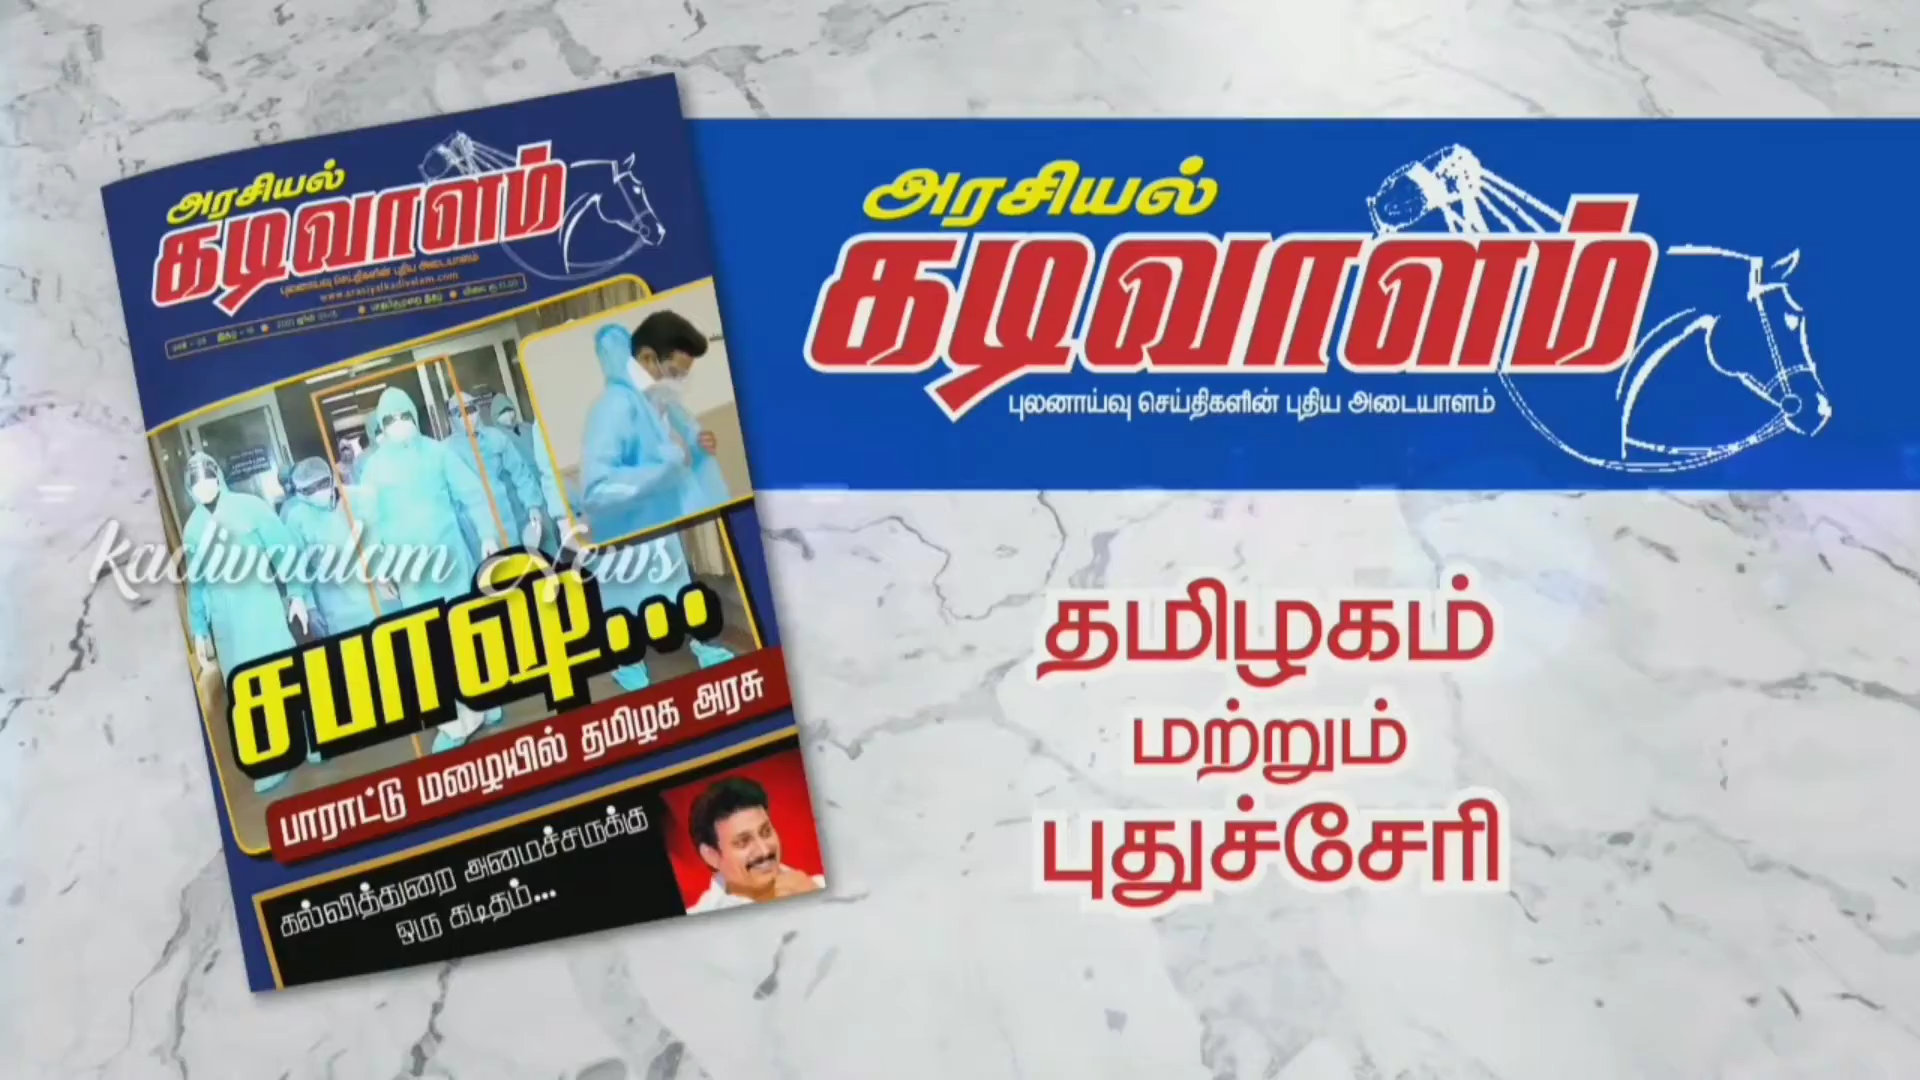 அரசியல்
கடிவாளம்
புலனாய்வு செய்திகளின் புதிய அடையாளம்
www.arasiyalkadivalam.com
Kadivaalam News
சபாஷ்...
பாராட்டு மழையில் தமிழக அரசு
கல்வித்துறை அமைச்சருக்கு
ஒரு கடிதம்...
அரசியல்
கடிவாளம்
புலனாய்வு செய்திகளின் புதிய அடையாளம்
தமிழகம்
மற்றும்
புதுச்சேரி